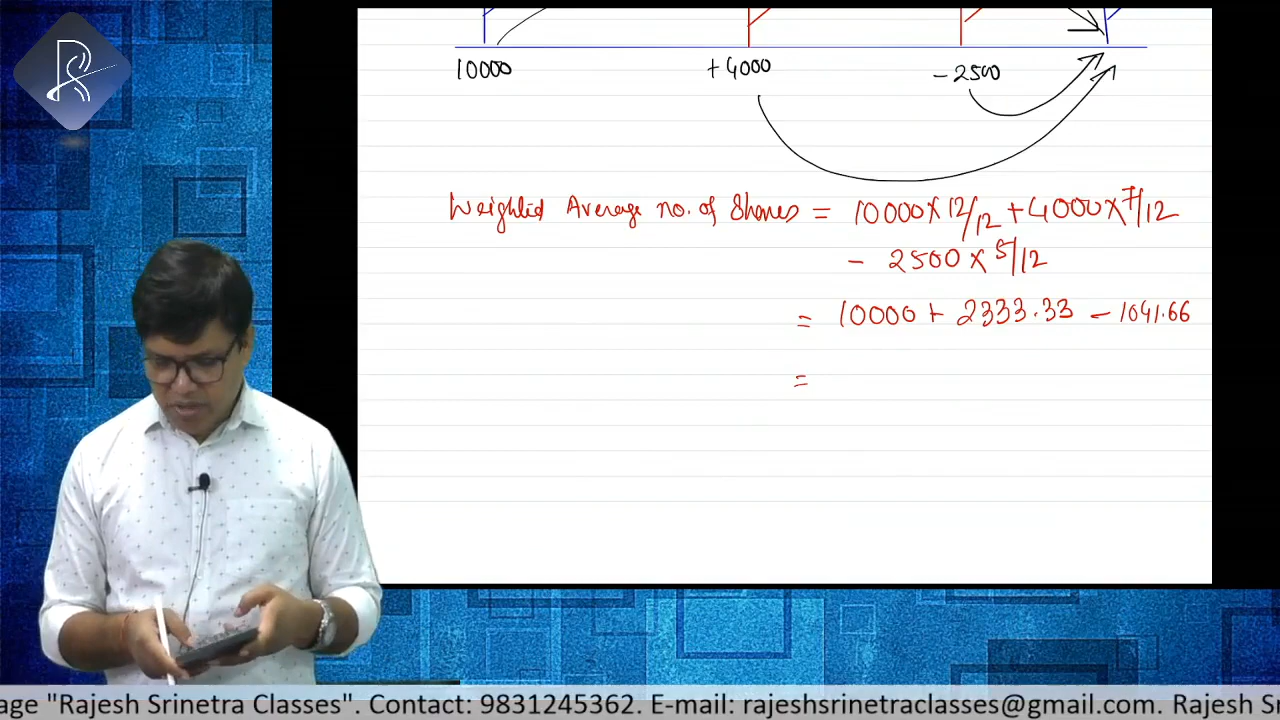 RS
10000 +4000 -2500
Weighted Average no. of Shares = 10000 X 12/12 + 4000 X 7/12
- 2500 X 5/12
= 10000 + 2333.33 - 1041.66
=
age "Rajesh Srinetra Classes". Contact: 9831245362. E-mail: rajeshsrinetraclasses@gmail.com. Rajesh Sr